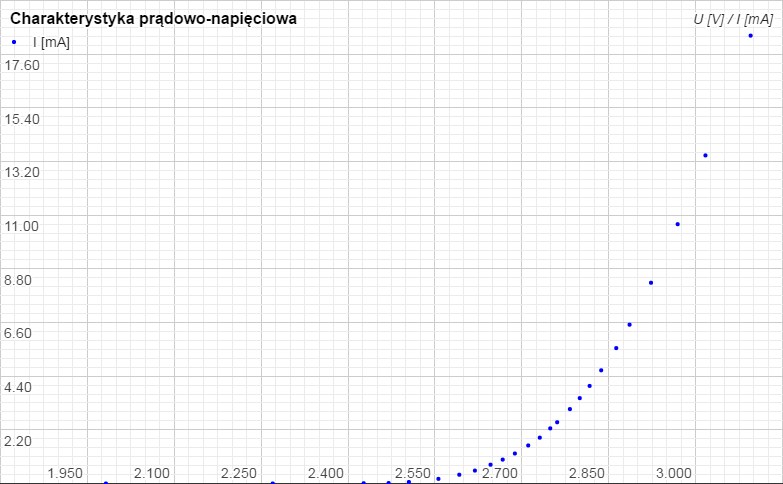 Charakterystyka prądowo-napięciowa
U [V] / I [mA]
I [mA]
17.60
15.40
13.20
11.00
8.80
6.60
4.40
2.20
1.950 2.100 2.250 2.400 2.550 2.700 2.850 3.000